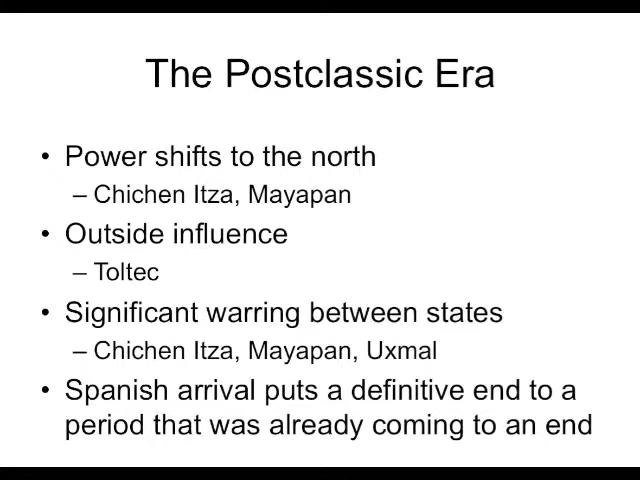 The Postclassic Era
• Power shifts to the north
– Chichen Itza, Mayapan
• Outside influence
– Toltec
• Significant warring between states
– Chichen Itza, Mayapan, Uxmal
• Spanish arrival puts a definitive end to a
period that was already coming to an end